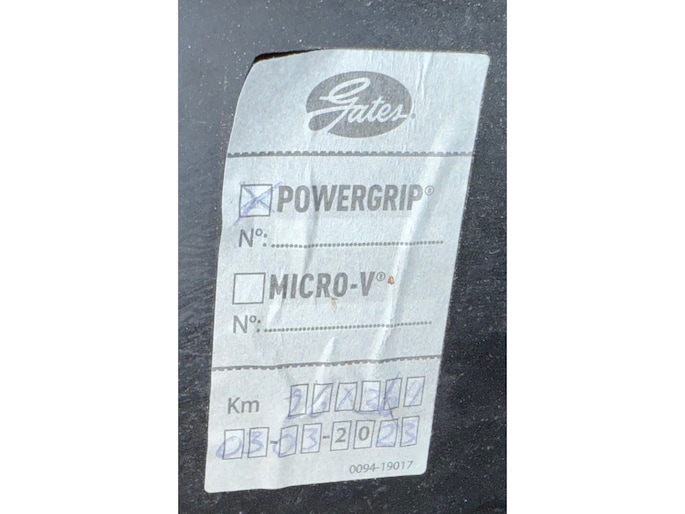 Gates
POWERGRIP®
Nº:
MICRO-V®
Nº:
Km
03-03-2023
0094-19017